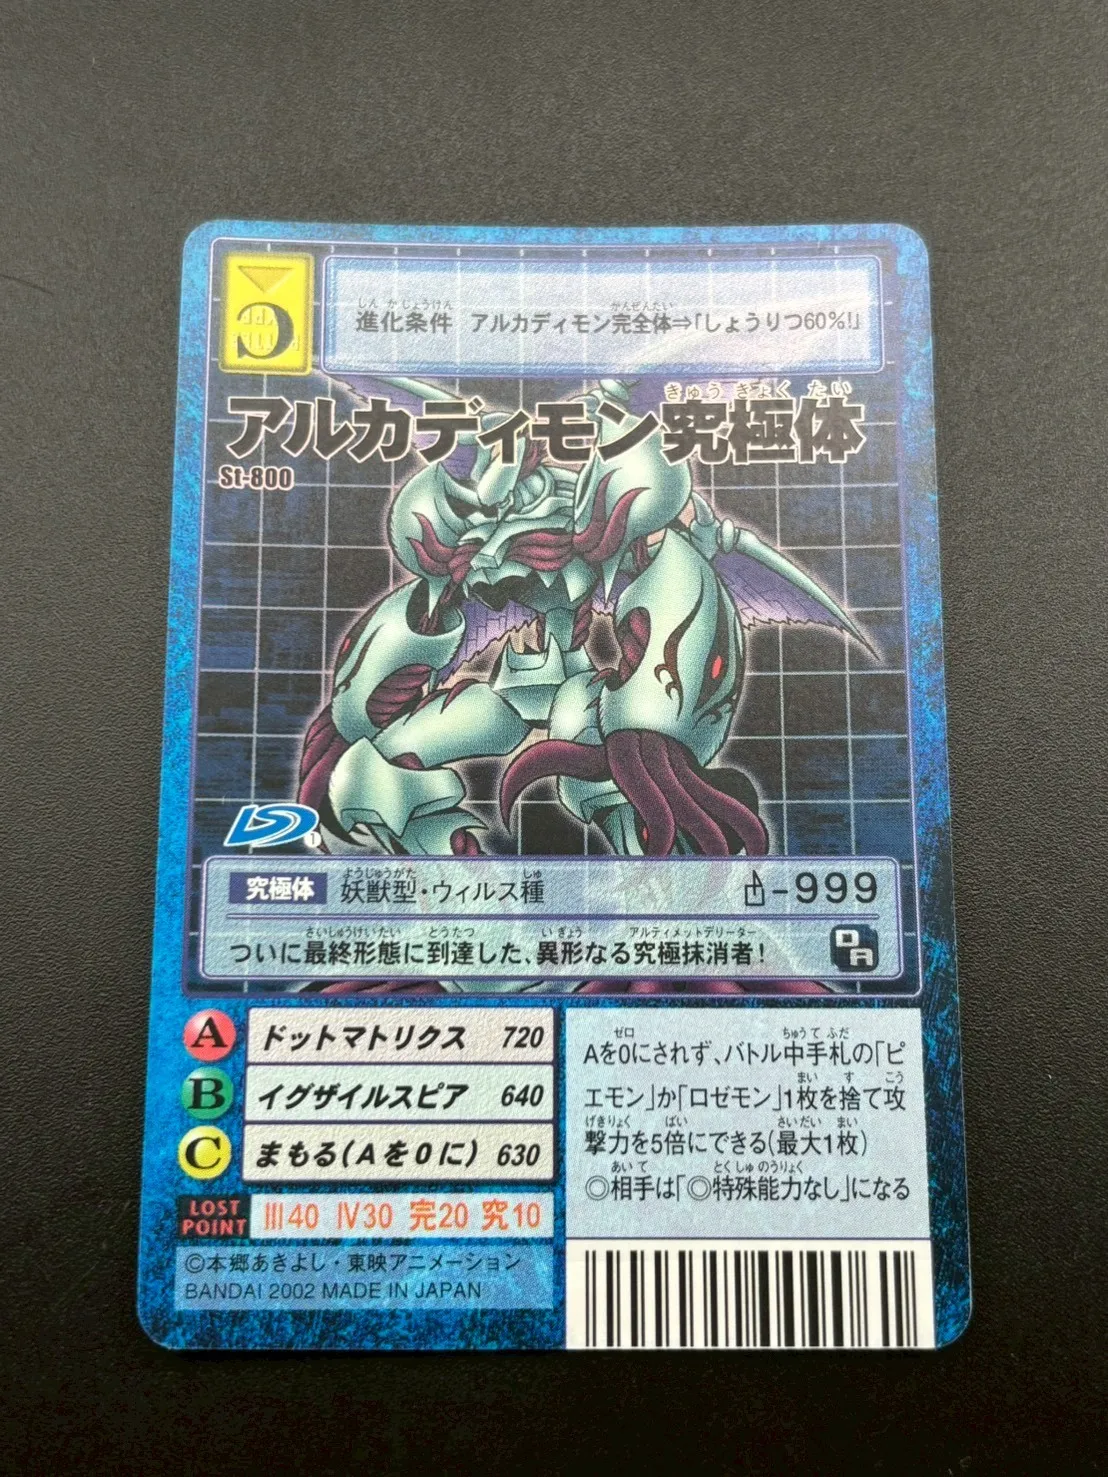 C
進化条件 アルカディモン完全体⇒「しょうりつ60%!」
アルカディモン究極体
St-800
究極体 妖獣型・ウィルス種 -999
ついに最終形態に到達した、異形なる究極抹消者!
DA
A ドットマトリクス 720
B イグザイルスピア 640
C まもる(Aを0に) 630
LOST POINT Ⅲ40 Ⅳ30 完20 究10
©本郷あきよし・東映アニメーション
BANDAI 2002 MADE IN JAPAN
Aを0にされず、バトル中手札の「ピ
エモン」か「ロゼモン」1枚を捨て攻
撃力を5倍にできる(最大1枚)
◎相手は「◎特殊能力なし」になる